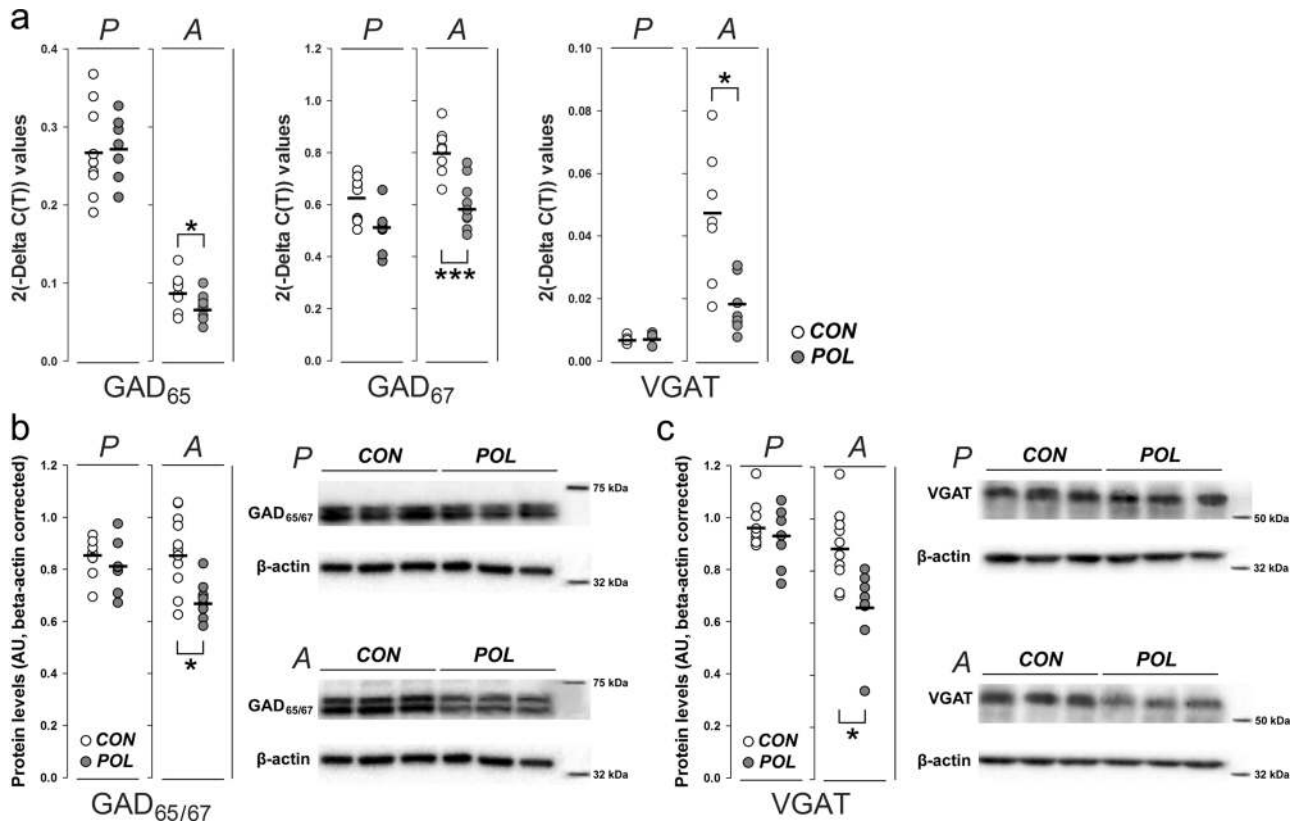 a
P A
P A
P A
2(-Delta C(T)) values
0.4
0.3
0.2
0.1
0.0
*
GAD65
2(-Delta C(T)) values
1.2
1.0
0.8
0.6
0.4
0.2
0.0
***
GAD67
2(-Delta C(T)) values
0.10
0.08
0.06
0.04
0.02
0.00
*
VGAT
CON
POL
b
P A
Protein levels (AU, beta-actin corrected)
1.2
1.0
0.8
0.6
0.4
0.2
0.0
*
CON
POL
GAD65/67
P CON POL
75 kDa
GAD65/67
β-actin
32 kDa
A CON POL
75 kDa
GAD65/67
β-actin
32 kDa
c
P A
Protein levels (AU, beta-actin corrected)
1.2
1.0
0.8
0.6
0.4
0.2
0.0
*
CON
POL
VGAT
P CON POL
VGAT
50 kDa
β-actin
32 kDa
A CON POL
VGAT
50 kDa
β-actin
32 kDa